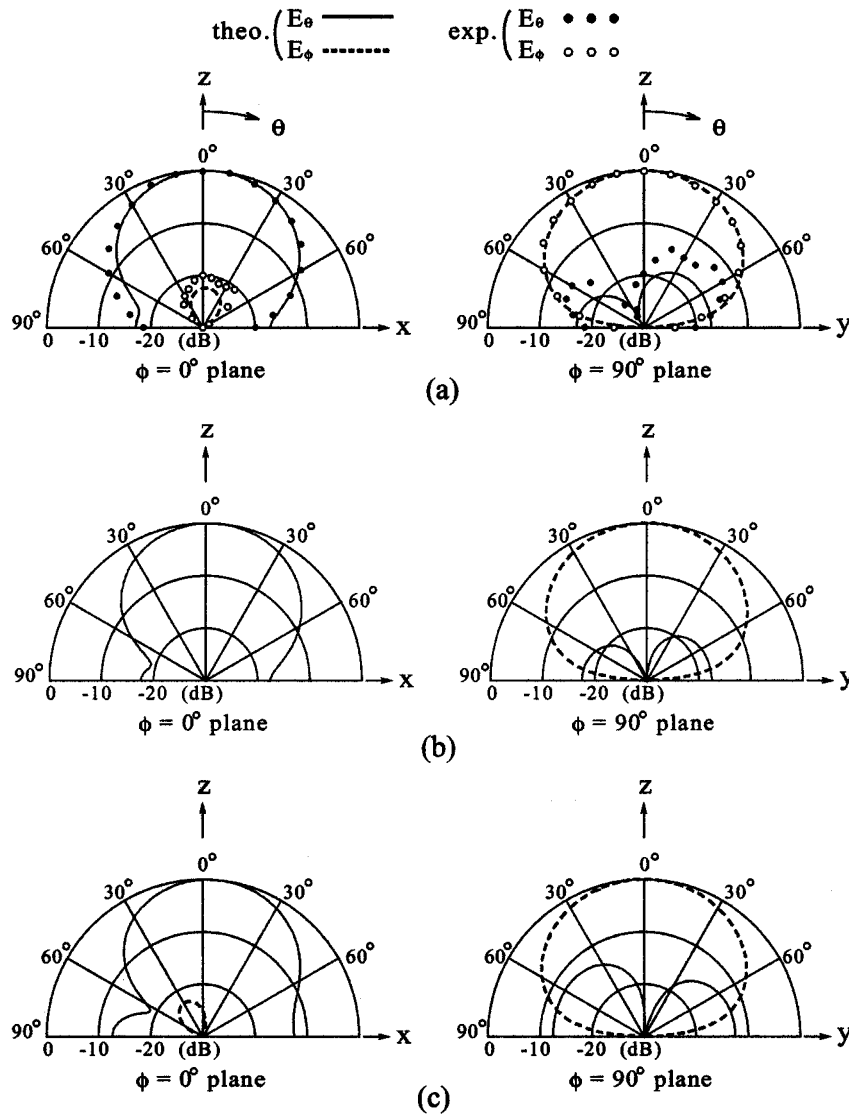 theo. ( Eθ exp. ( Eθ
Eϕ Eϕ
z z
θ θ
0° 0°
30° 30° 30° 30°
60° 60° 60° 60°
90° x 90° y
0 -10 -20 (dB) 0 -10 -20 (dB)
ϕ = 0° plane ϕ = 90° plane
(a)
z z
0° 0°
30° 30° 30° 30°
60° 60° 60° 60°
90° x 90° y
0 -10 -20 (dB) 0 -10 -20 (dB)
ϕ = 0° plane ϕ = 90° plane
(b)
z z
0° 0°
30° 30° 30° 30°
60° 60° 60° 60°
90° x 90° y
0 -10 -20 (dB) 0 -10 -20 (dB)
ϕ = 0° plane ϕ = 90° plane
(c)